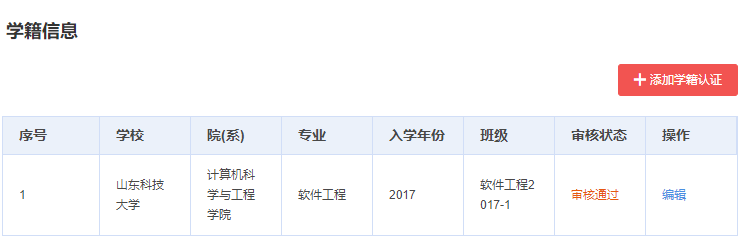 学籍信息
添加学籍认证
序号 学校 院(系) 专业 入学年份 班级 审核状态 操作
1 山东科技大学 计算机科学与工程学院 软件工程 2017 软件工程2017-1 审核通过 编辑